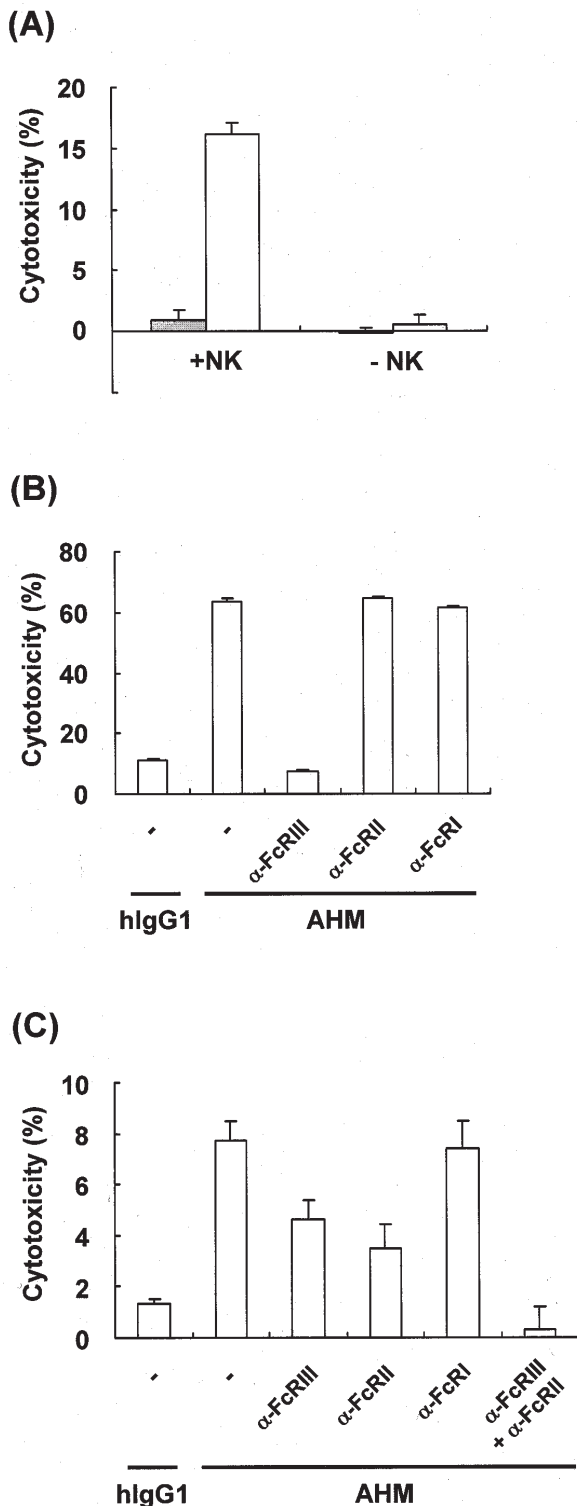 (A)
Cytotoxicity (%)
20
15
10
5
0
+NK
- NK
(B)
Cytotoxicity (%)
80
60
40
20
0
-
-
α-FcRIII
α-FcRII
α-FcRI
hIgG1
AHM
(C)
Cytotoxicity (%)
10
8
6
4
2
0
-
-
α-FcRIII
α-FcRII
α-FcRI
α-FcRIII
+ α-FcRII
hIgG1
AHM